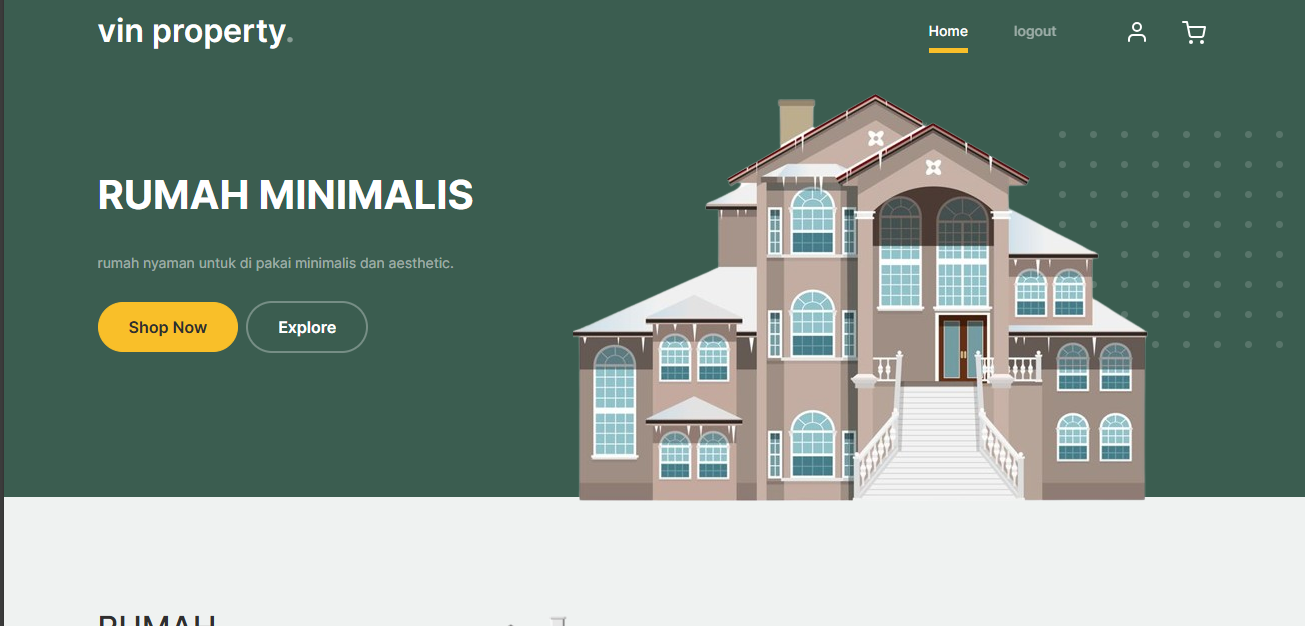 vin property.
Home
logout
RUMAH MINIMALIS
rumah nyaman untuk di pakai minimalis dan aesthetic.
Shop Now
Explore
RUMAH